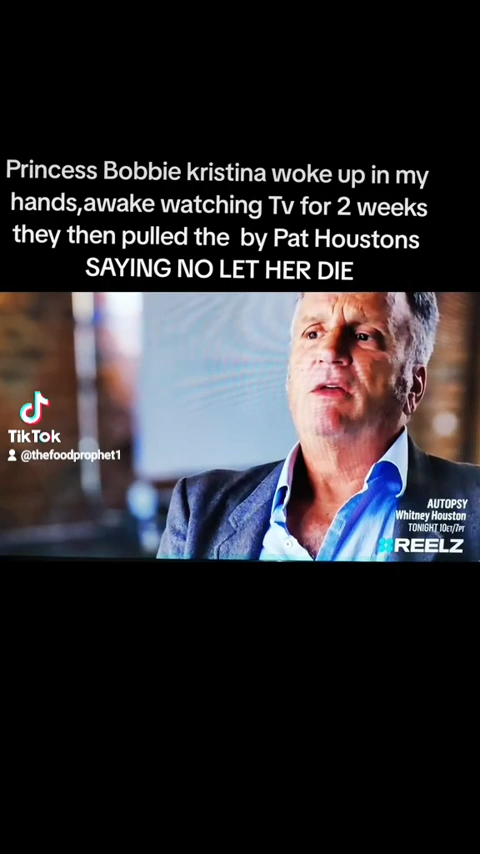 Princess Bobbie kristina woke up in my
hands,awake watching Tv for 2 weeks
they then pulled the by Pat Houstons
SAYING NO LET HER DIE
TikTok
@thefoodprophet1
AUTOPSY
Whitney Houston
TONIGHT 10ET/7PT
REELZ